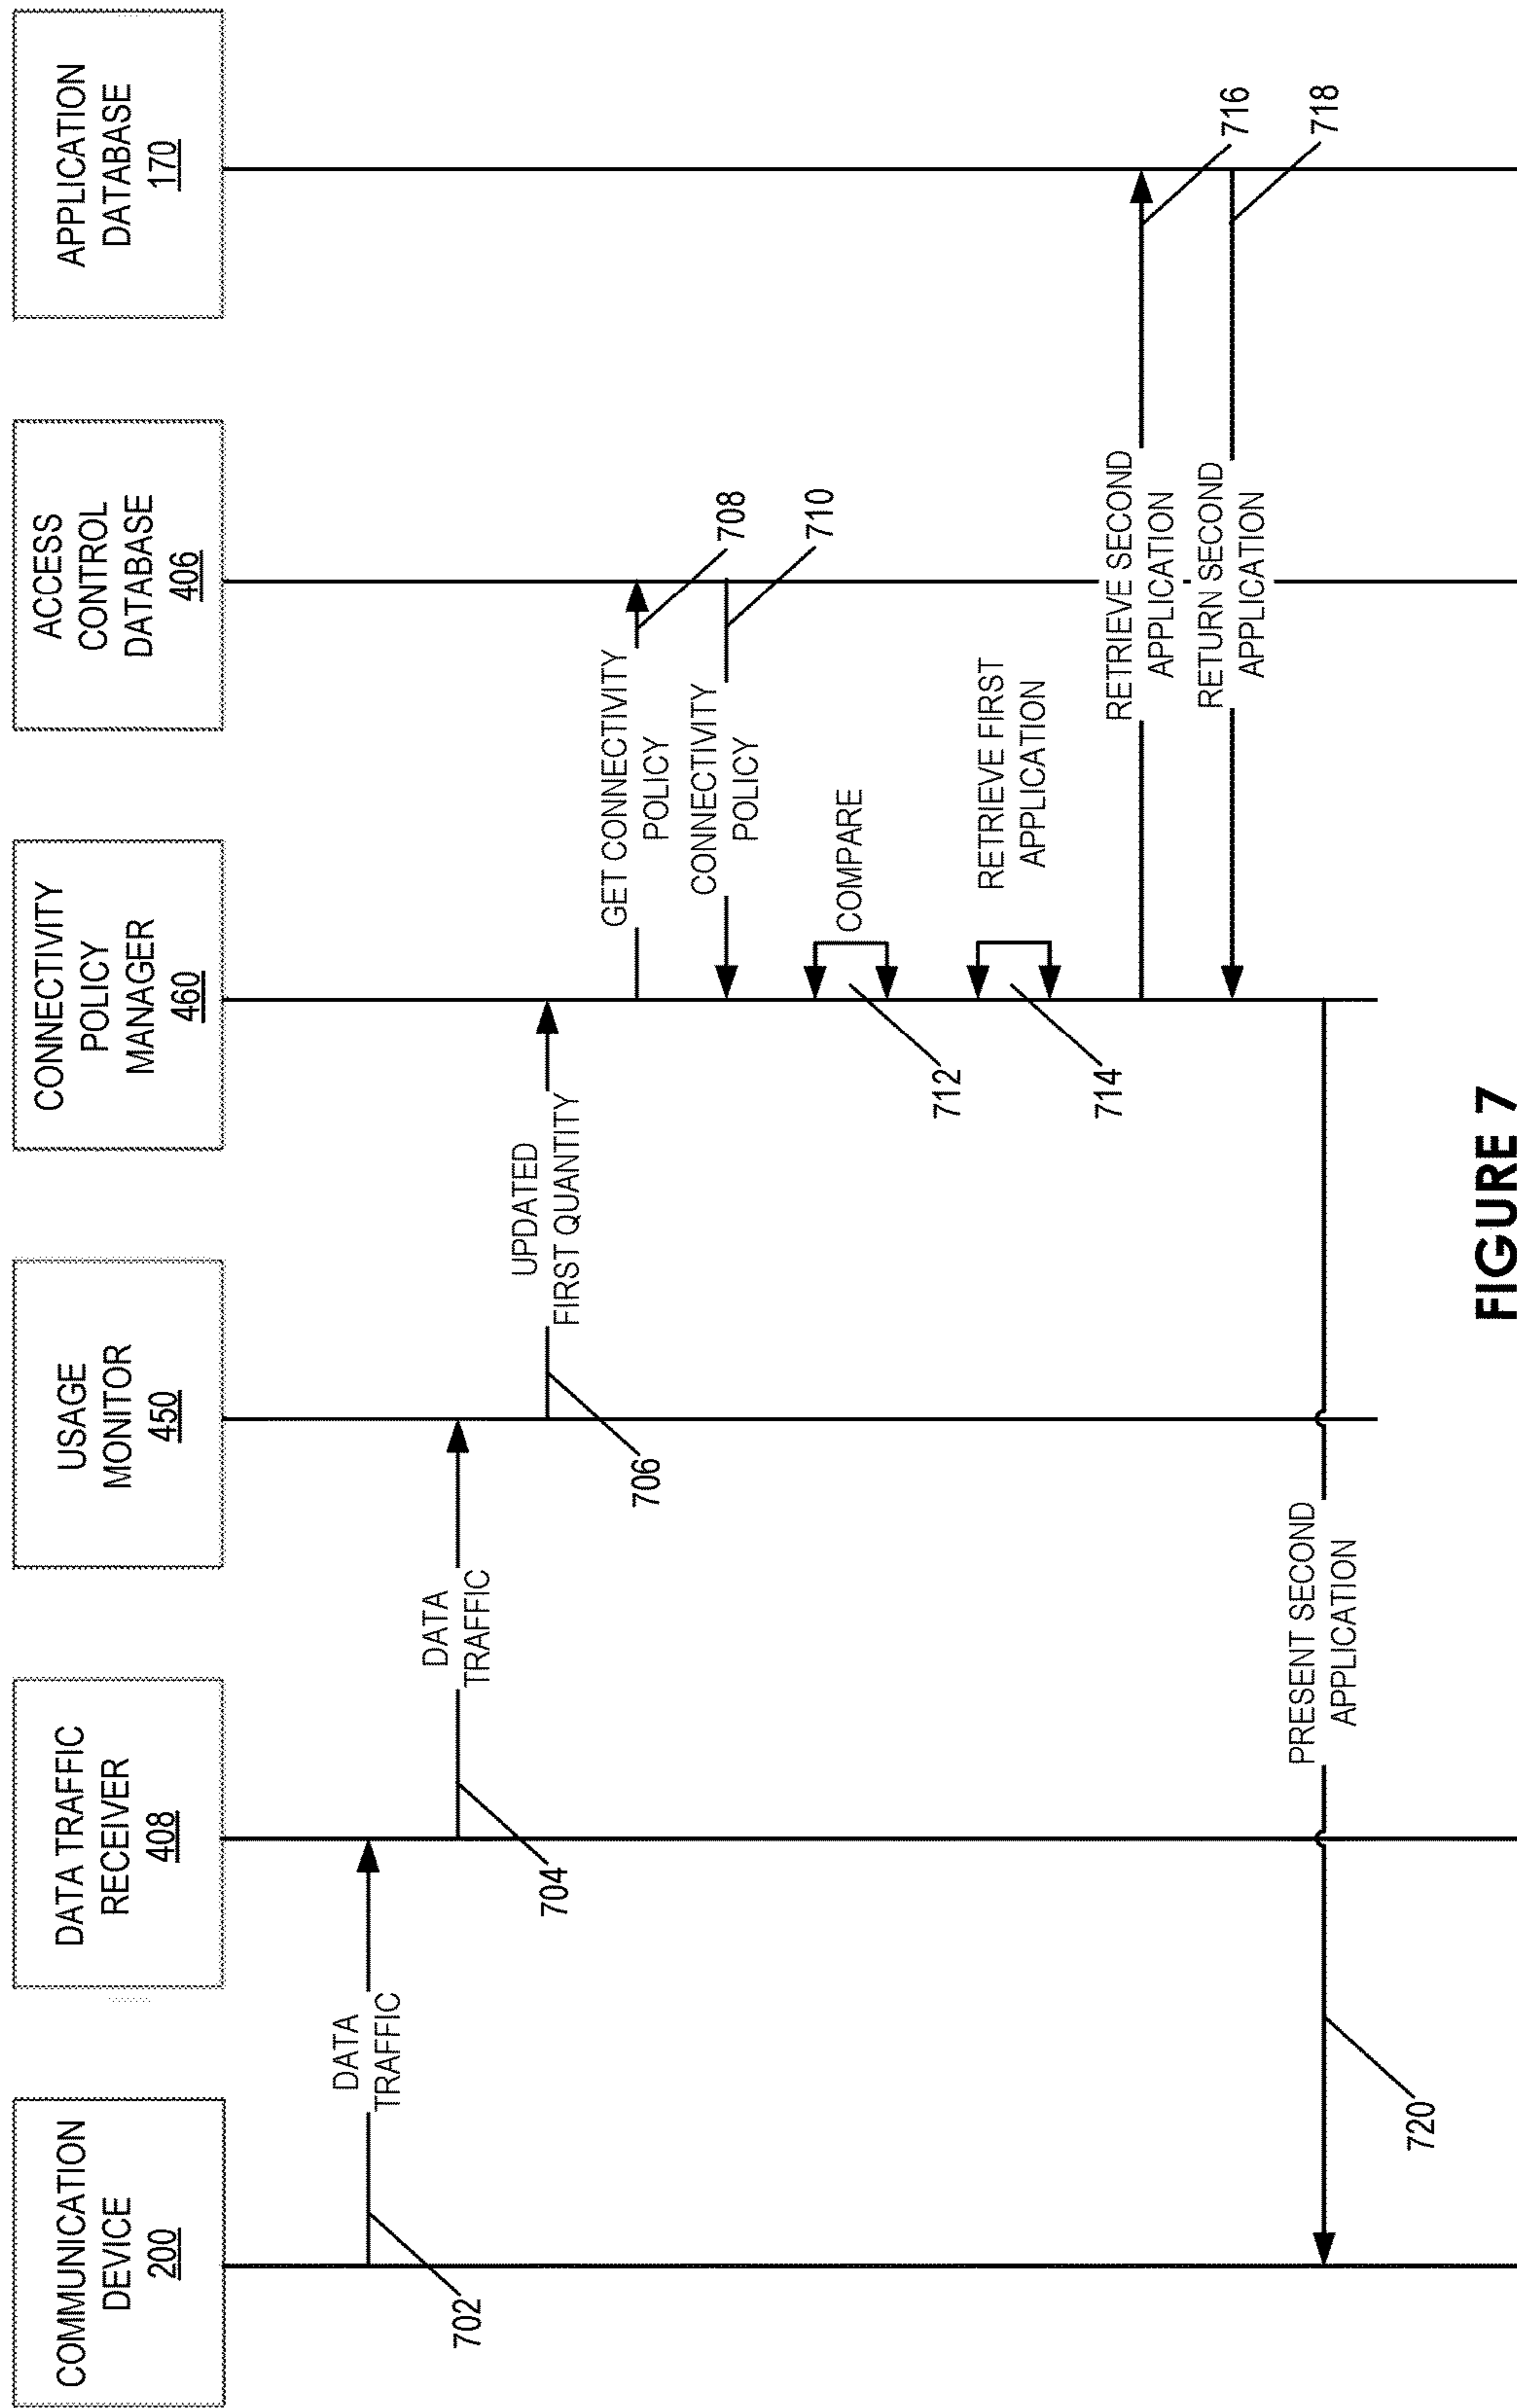 COMMUNICATION
DEVICE
200
DATA TRAFFIC
RECEIVER
408
USAGE
MONITOR
450
CONNECTIVITY
POLICY
MANAGER
460
ACCESS
CONTROL
DATABASE
406
APPLICATION
DATABASE
170
DATA
TRAFFIC
702
DATA
TRAFFIC
704
UPDATED
FIRST QUANTITY
706
GET CONNECTIVITY
POLICY
708
CONNECTIVITY
POLICY
710
COMPARE
712
RETRIEVE FIRST
APPLICATION
714
RETRIEVE SECOND
APPLICATION
716
RETURN SECOND
APPLICATION
718
PRESENT SECOND
APPLICATION
720
FIGURE 7